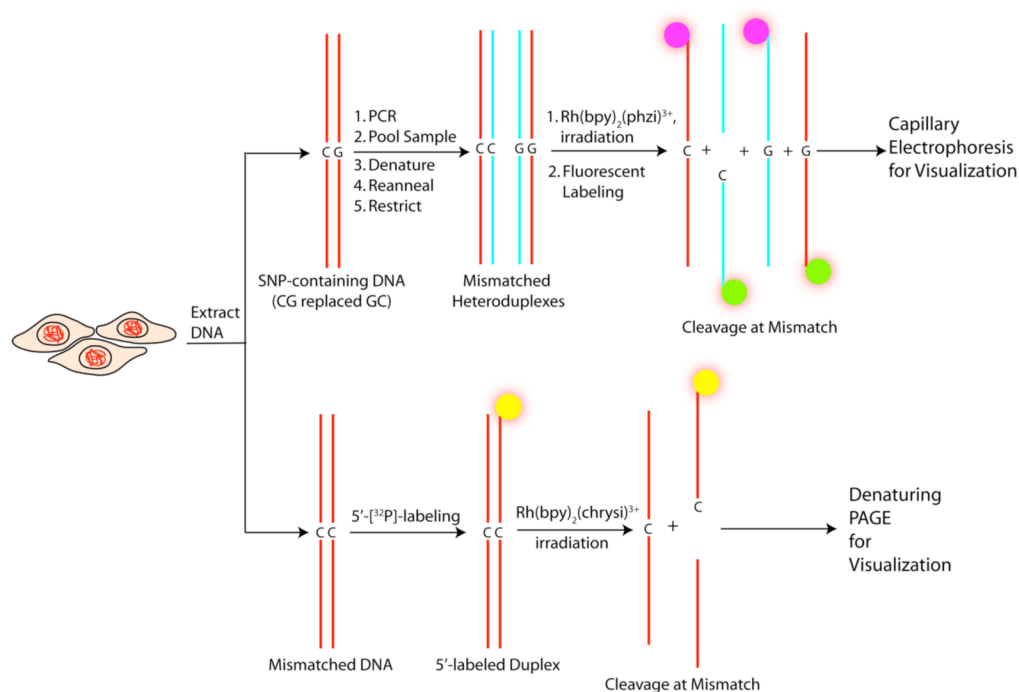 Extract
DNA
C G
SNP-containing DNA
(CG replaced GC)
1. PCR
2. Pool Sample
3. Denature
4. Reanneal
5. Restrict
C C G G
Mismatched
Heteroduplexes
1. Rh(bpy)₂(phzi)³⁺,
irradiation
2. Fluorescent
Labeling
C + C + G + G
Cleavage at Mismatch
Capillary
Electrophoresis
for Visualization
C C
Mismatched DNA
5′-[³²P]-labeling
C C
5′-labeled Duplex
Rh(bpy)₂(chrysi)³⁺
irradiation
C + C
Cleavage at Mismatch
Denaturing
PAGE
for
Visualization